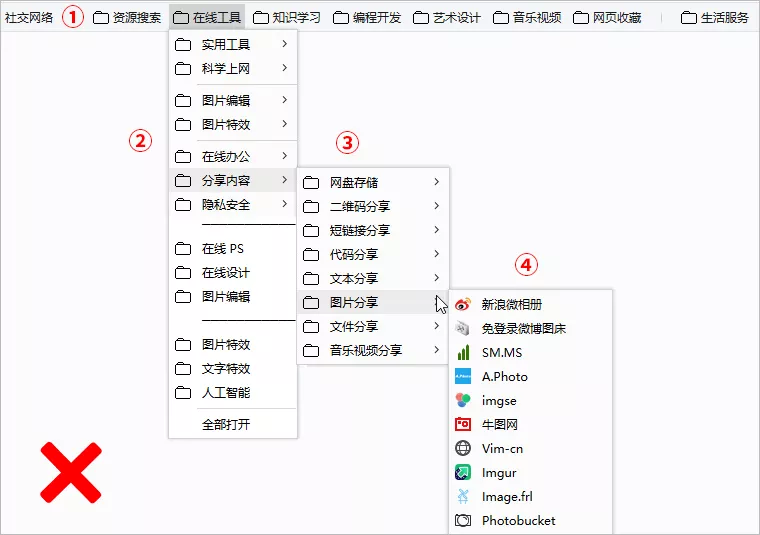 社交网络 ① 资源搜索 在线工具 知识学习 编程开发 艺术设计 音乐视频 网页收藏 生活服务
②
实用工具
科学上网
图片编辑
图片特效
在线办公
分享内容
隐私安全
在线 PS
在线设计
图片编辑
图片特效
文字特效
人工智能
全部打开
③
网盘存储
二维码分享
短链接分享
代码分享
文本分享
图片分享
文件分享
音乐视频分享
④
新浪微相册
免登录微博图床
SM.MS
A.Photo
imgse
牛图网
Vim-cn
Imgur
Image.frl
Photobucket